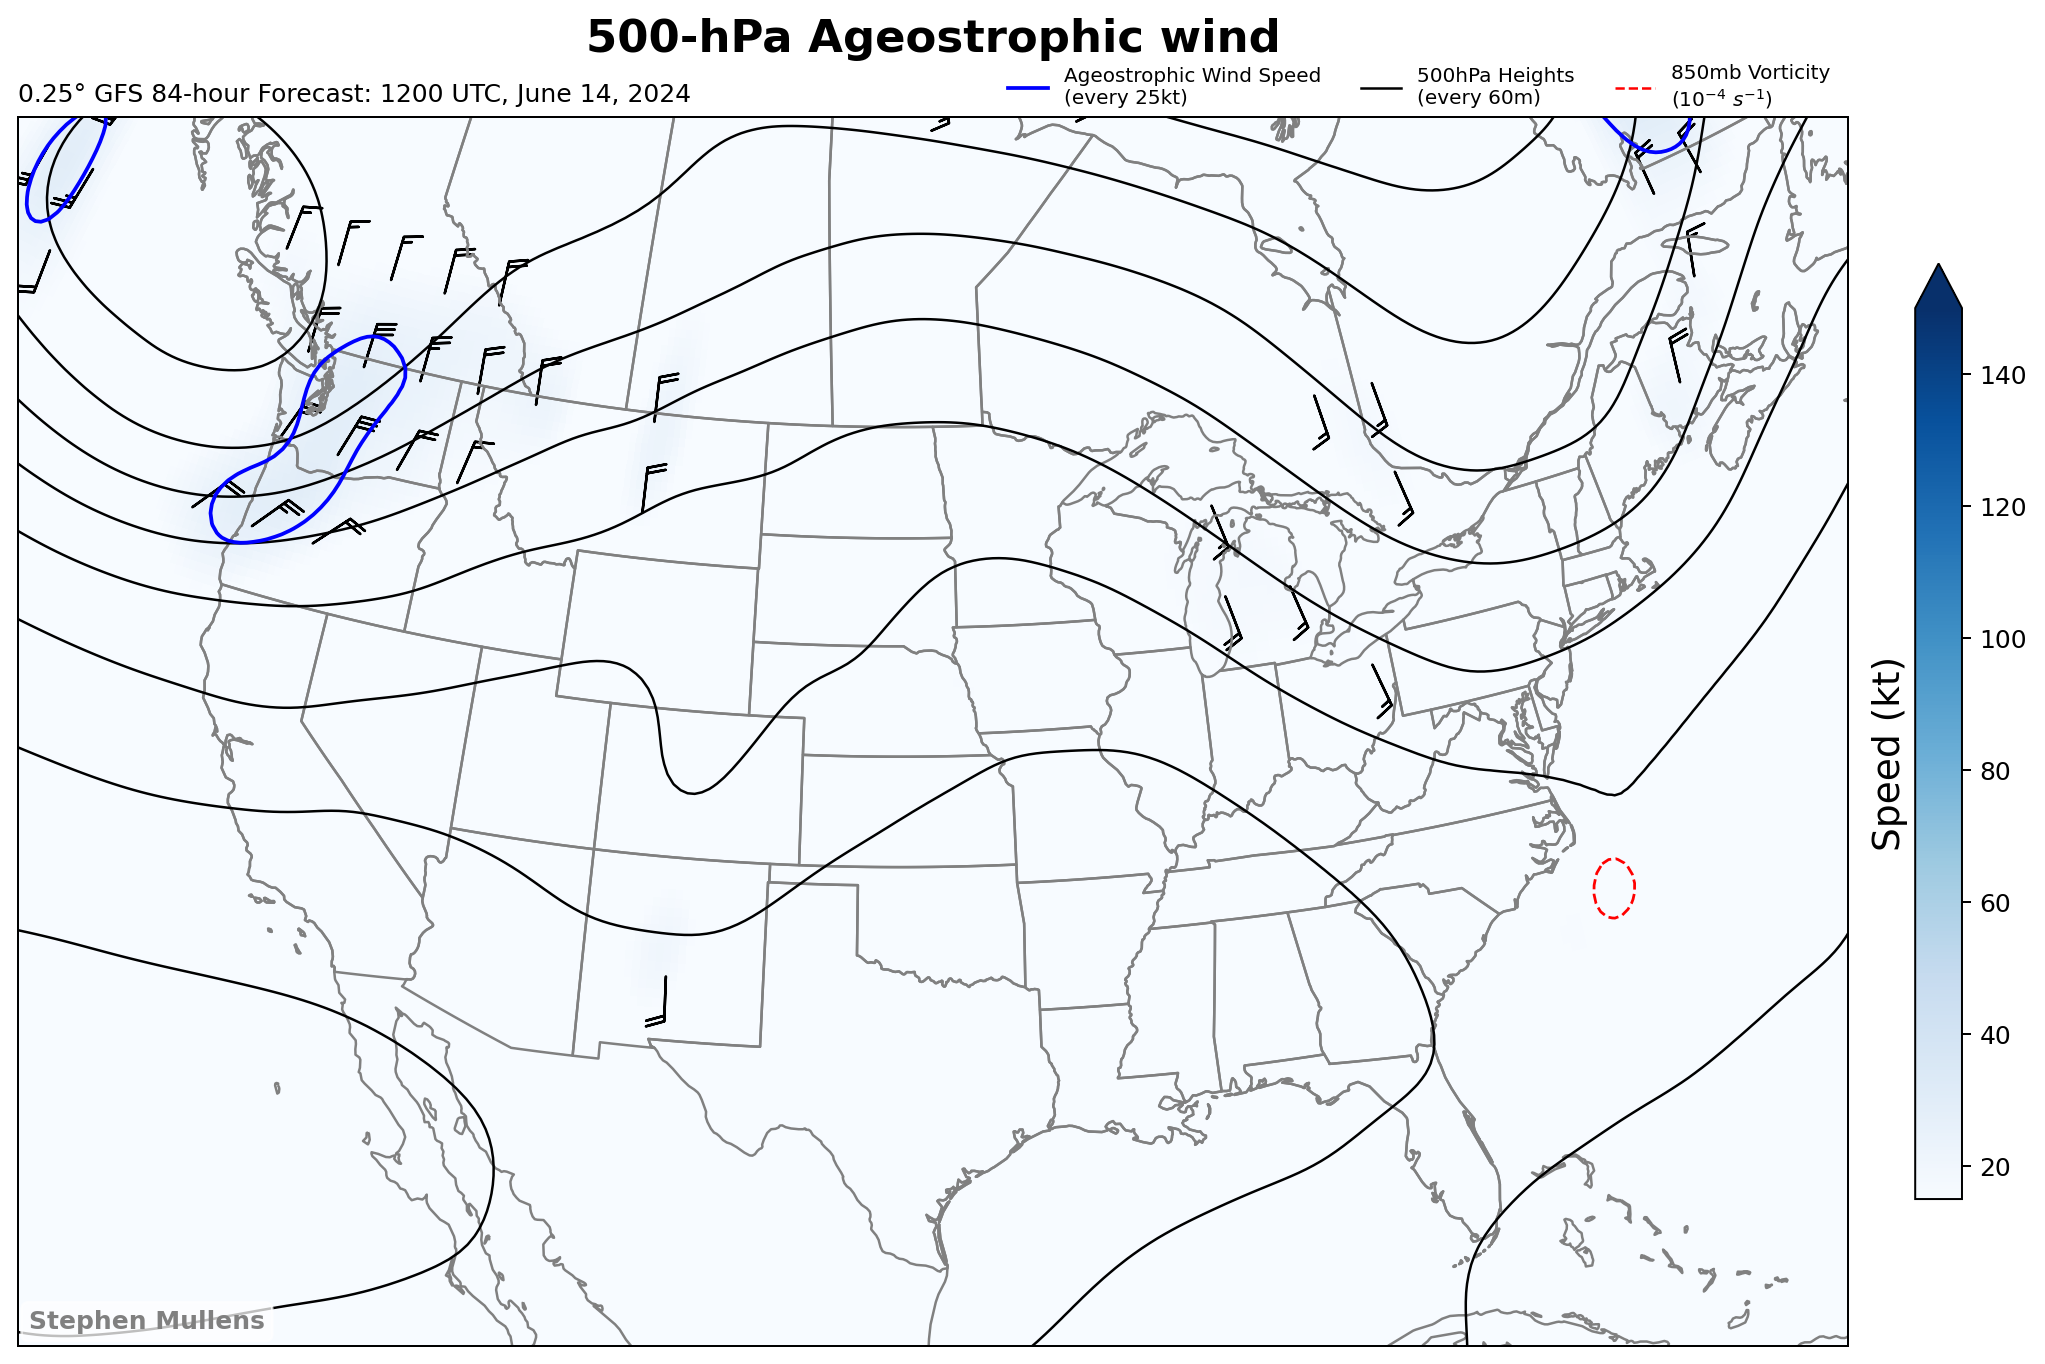 500-hPa Ageostrophic wind
0.25° GFS 84-hour Forecast: 1200 UTC, June 14, 2024
Ageostrophic Wind Speed
(every 25kt)
500hPa Heights
(every 60m)
850mb Vorticity
(10⁻⁴ s⁻¹)
140
120
100
80
60
40
20
Speed (kt)
Stephen Mullens